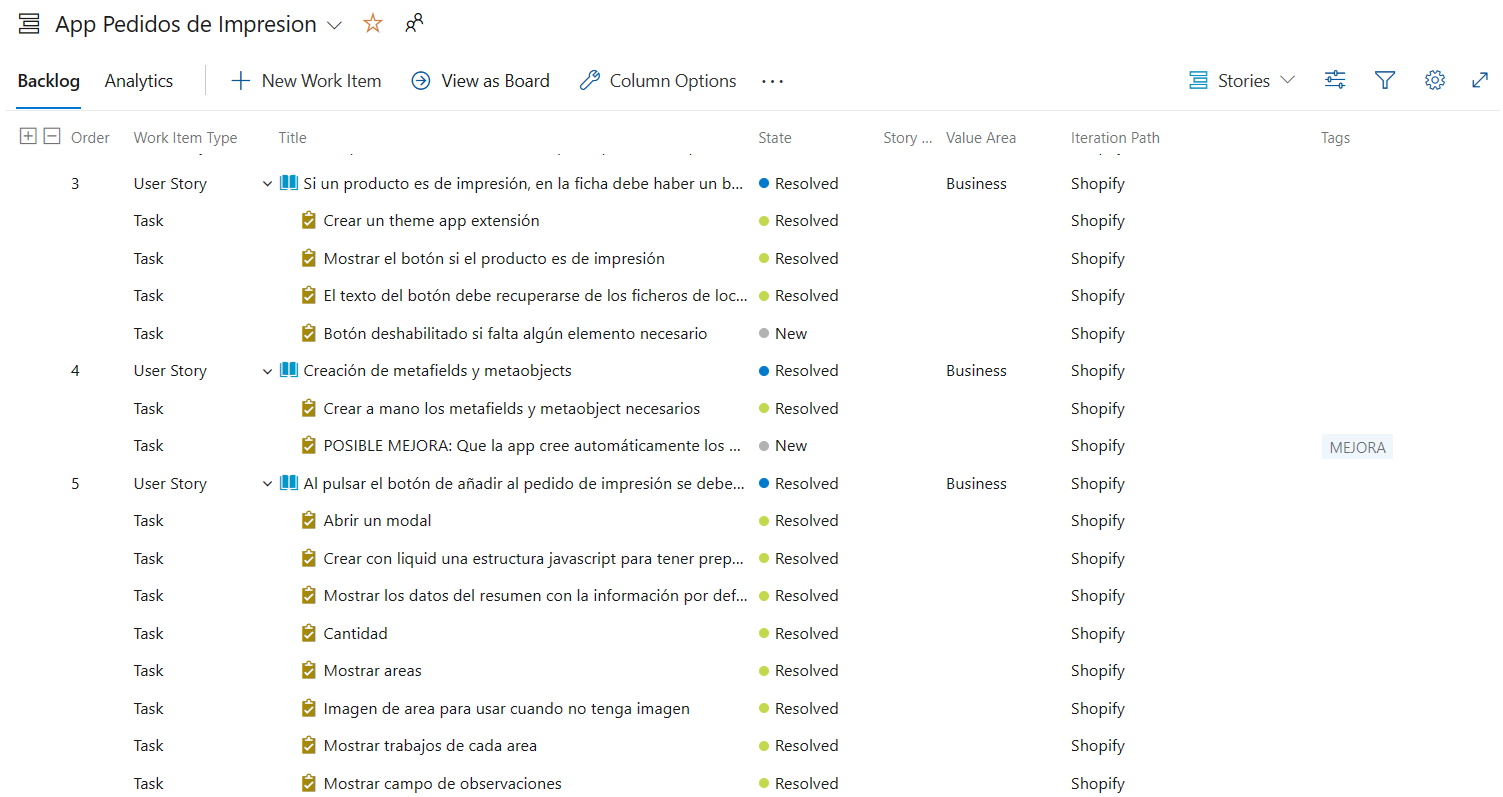 App Pedidos de Impresion
Backlog Analytics New Work Item View as Board Column Options ... Stories
Order Work Item Type Title State Story ... Value Area Iteration Path Tags
3 User Story Si un producto es de impresión, en la ficha debe haber un b... Resolved Business Shopify
Task Crear un theme app extensión Resolved Shopify
Task Mostrar el botón si el producto es de impresión Resolved Shopify
Task El texto del botón debe recuperarse de los ficheros de loc... Resolved Shopify
Task Botón deshabilitado si falta algún elemento necesario New Shopify
4 User Story Creación de metafields y metaobjects Resolved Business Shopify
Task Crear a mano los metafields y metaobject necesarios Resolved Shopify
Task POSIBLE MEJORA: Que la app cree automáticamente los ... New Shopify MEJORA
5 User Story Al pulsar el botón de añadir al pedido de impresión se debe... Resolved Business Shopify
Task Abrir un modal Resolved Shopify
Task Crear con liquid una estructura javascript para tener prep... Resolved Shopify
Task Mostrar los datos del resumen con la información por def... Resolved Shopify
Task Cantidad Resolved Shopify
Task Mostrar areas Resolved Shopify
Task Imagen de area para usar cuando no tenga imagen Resolved Shopify
Task Mostrar trabajos de cada area Resolved Shopify
Task Mostrar campo de observaciones Resolved Shopify